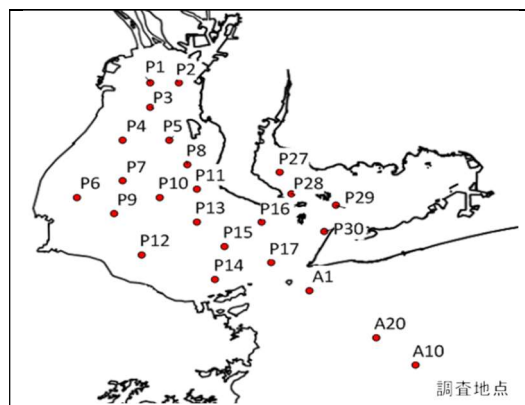 P1 P2
P3
P4 P5
P8
P27
P7 P11
P28
P6 P10 P29
P9 P13 P16
P30
P15
P12 P17
P14 A1
A20
A10
調査地点